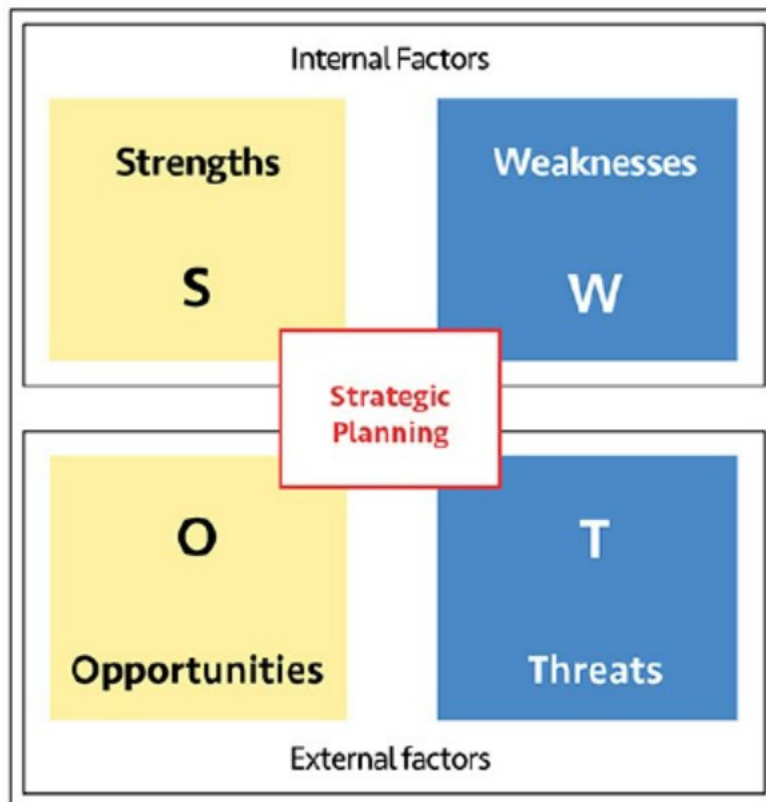 Internal Factors
Strengths
Weaknesses
S
W
Strategic
Planning
O
T
Opportunities
Threats
External factors